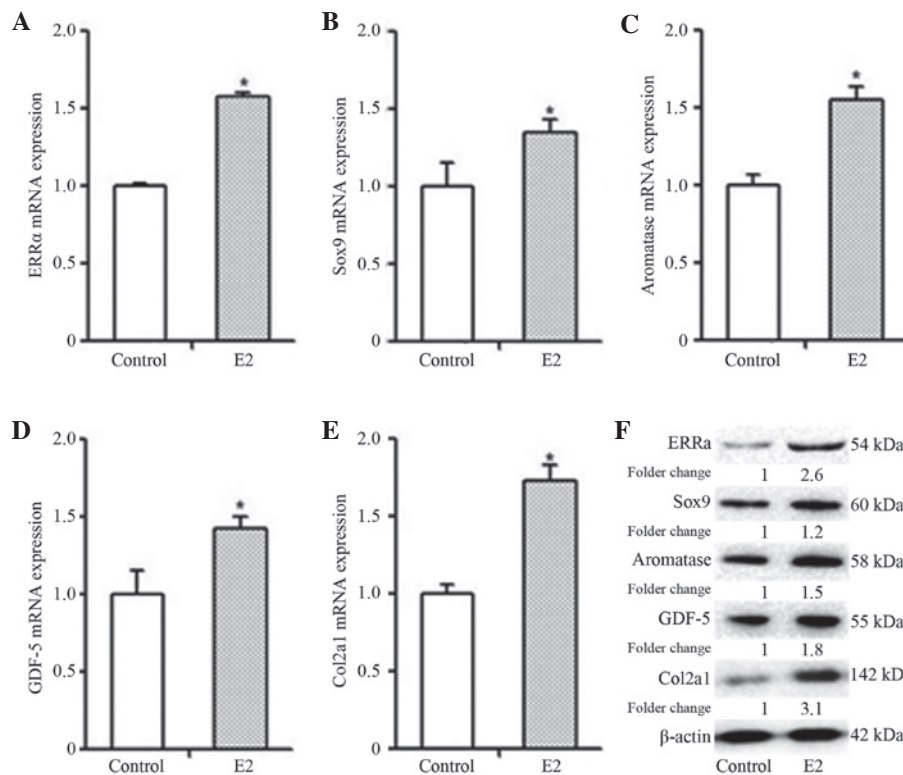 A
2.0
*
1.5
1.0
0.5
0
ERRα mRNA expression
Control E2
B
2.0
*
1.5
1.0
0.5
0
Sox9 mRNA expression
Control E2
C
2.0
*
1.5
1.0
0.5
0
Aromatase mRNA expression
Control E2
D
2.0
*
1.5
1.0
0.5
0
GDF-5 mRNA expression
Control E2
E
2.0
*
1.5
1.0
0.5
0
Col2a1 mRNA expression
Control E2
F
ERRa 54 kDa
Folder change 1 2.6
Sox9 60 kDa
Folder change 1 1.2
Aromatase 58 kDa
Folder change 1 1.5
GDF-5 55 kDa
Folder change 1 1.8
Col2a1 142 kD
Folder change 1 3.1
β-actin 42 kDa
Control E2